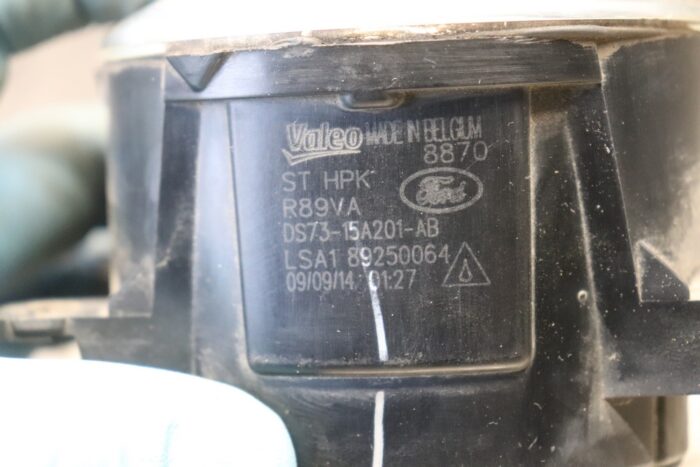 Valeo MADE IN BELGIUM
8870
ST HPK
Ford
R89VA
DS73-15A201-AB
LSA1 89250064
09/09/14 01:27